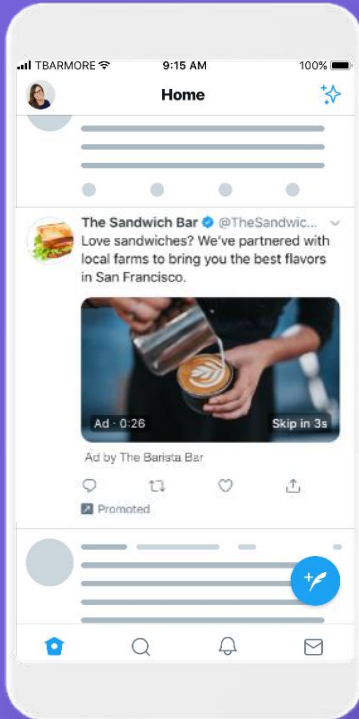 TBARMORE 9:15 AM 100%
Home
The Sandwich Bar @TheSandwic...
Love sandwiches? We've partnered with
local farms to bring you the best flavors
in San Francisco.
Ad · 0:26 Skip in 3s
Ad by The Barista Bar
Promoted